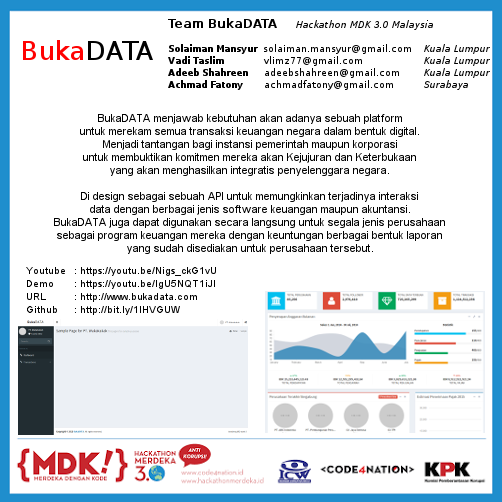 Team BukaDATA Hackathon MDK 3.0 Malaysia
BukaDATA
Solaiman Mansyur solaiman.mansyur@gmail.com Kuala Lumpur
Vadi Taslim vlimz77@gmail.com Kuala Lumpur
Adeeb Shahreen adeebshahreen@gmail.com Kuala Lumpur
Achmad Fatony achmadfatony@gmail.com Surabaya
BukaDATA menjawab kebutuhan akan adanya sebuah platform
untuk merekam semua transaksi keuangan negara dalam bentuk digital.
Menjadi tantangan bagi instansi pemerintah maupun korporasi
untuk membuktikan komitmen mereka akan Kejujuran dan Keterbukaan
yang akan menghasilkan integratis penyelenggara negara.
Di design sebagai sebuah API untuk memungkinkan terjadinya interaksi
data dengan berbagai jenis software keuangan maupun akuntansi.
BukaDATA juga dapat digunakan secara langsung untuk segala jenis perusahaan
sebagai program keuangan mereka dengan keuntungan berbagai bentuk laporan
yang sudah disediakan untuk perusahaan tersebut.
Youtube : https://youtu.be/Nigs_ckG1vU
Demo : https://youtu.be/IgU5NQT1iJI
URL : http://www.bukadata.com
Github : http://bit.ly/1IHVGUW
{MDK!}
MERDEKA DENGAN KODE
HACKATHON
MERDEKA
3.0
ANTI
KORUPSI!
www.code4nation.id
www.hackathonmerdeka.id
ICW
<CODE4NATION>
KPK
Komisi Pemberantasan Korupsi